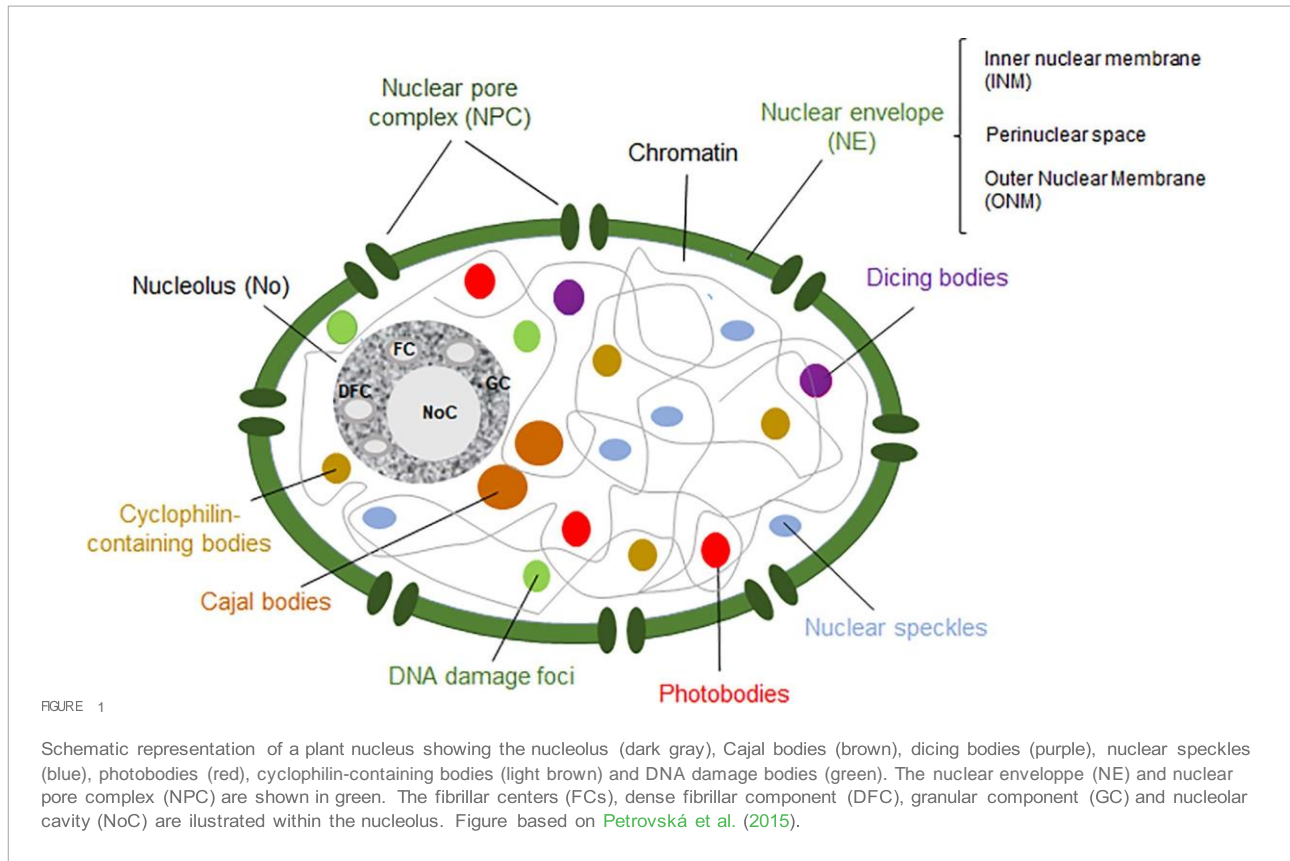 Nuclear pore
complex (NPC)
Nuclear envelope
(NE)
Inner nuclear membrane
(INM)
Perinuclear space
Outer Nuclear Membrane
(ONM)
Chromatin
Nucleolus (No)
Dicing bodies
FC
DFC
GC
NoC
Cyclophilin-
containing bodies
Cajal bodies
Nuclear speckles
DNA damage foci
Photobodies
FIGURE 1
Schematic representation of a plant nucleus showing the nucleolus (dark gray), Cajal bodies (brown), dicing bodies (purple), nuclear speckles
(blue), photobodies (red), cyclophilin-containing bodies (light brown) and DNA damage bodies (green). The nuclear enveloppe (NE) and nuclear
pore complex (NPC) are shown in green. The fibrillar centers (FCs), dense fibrillar component (DFC), granular component (GC) and nucleolar
cavity (NoC) are ilustrated within the nucleolus. Figure based on Petrovská et al. (2015).